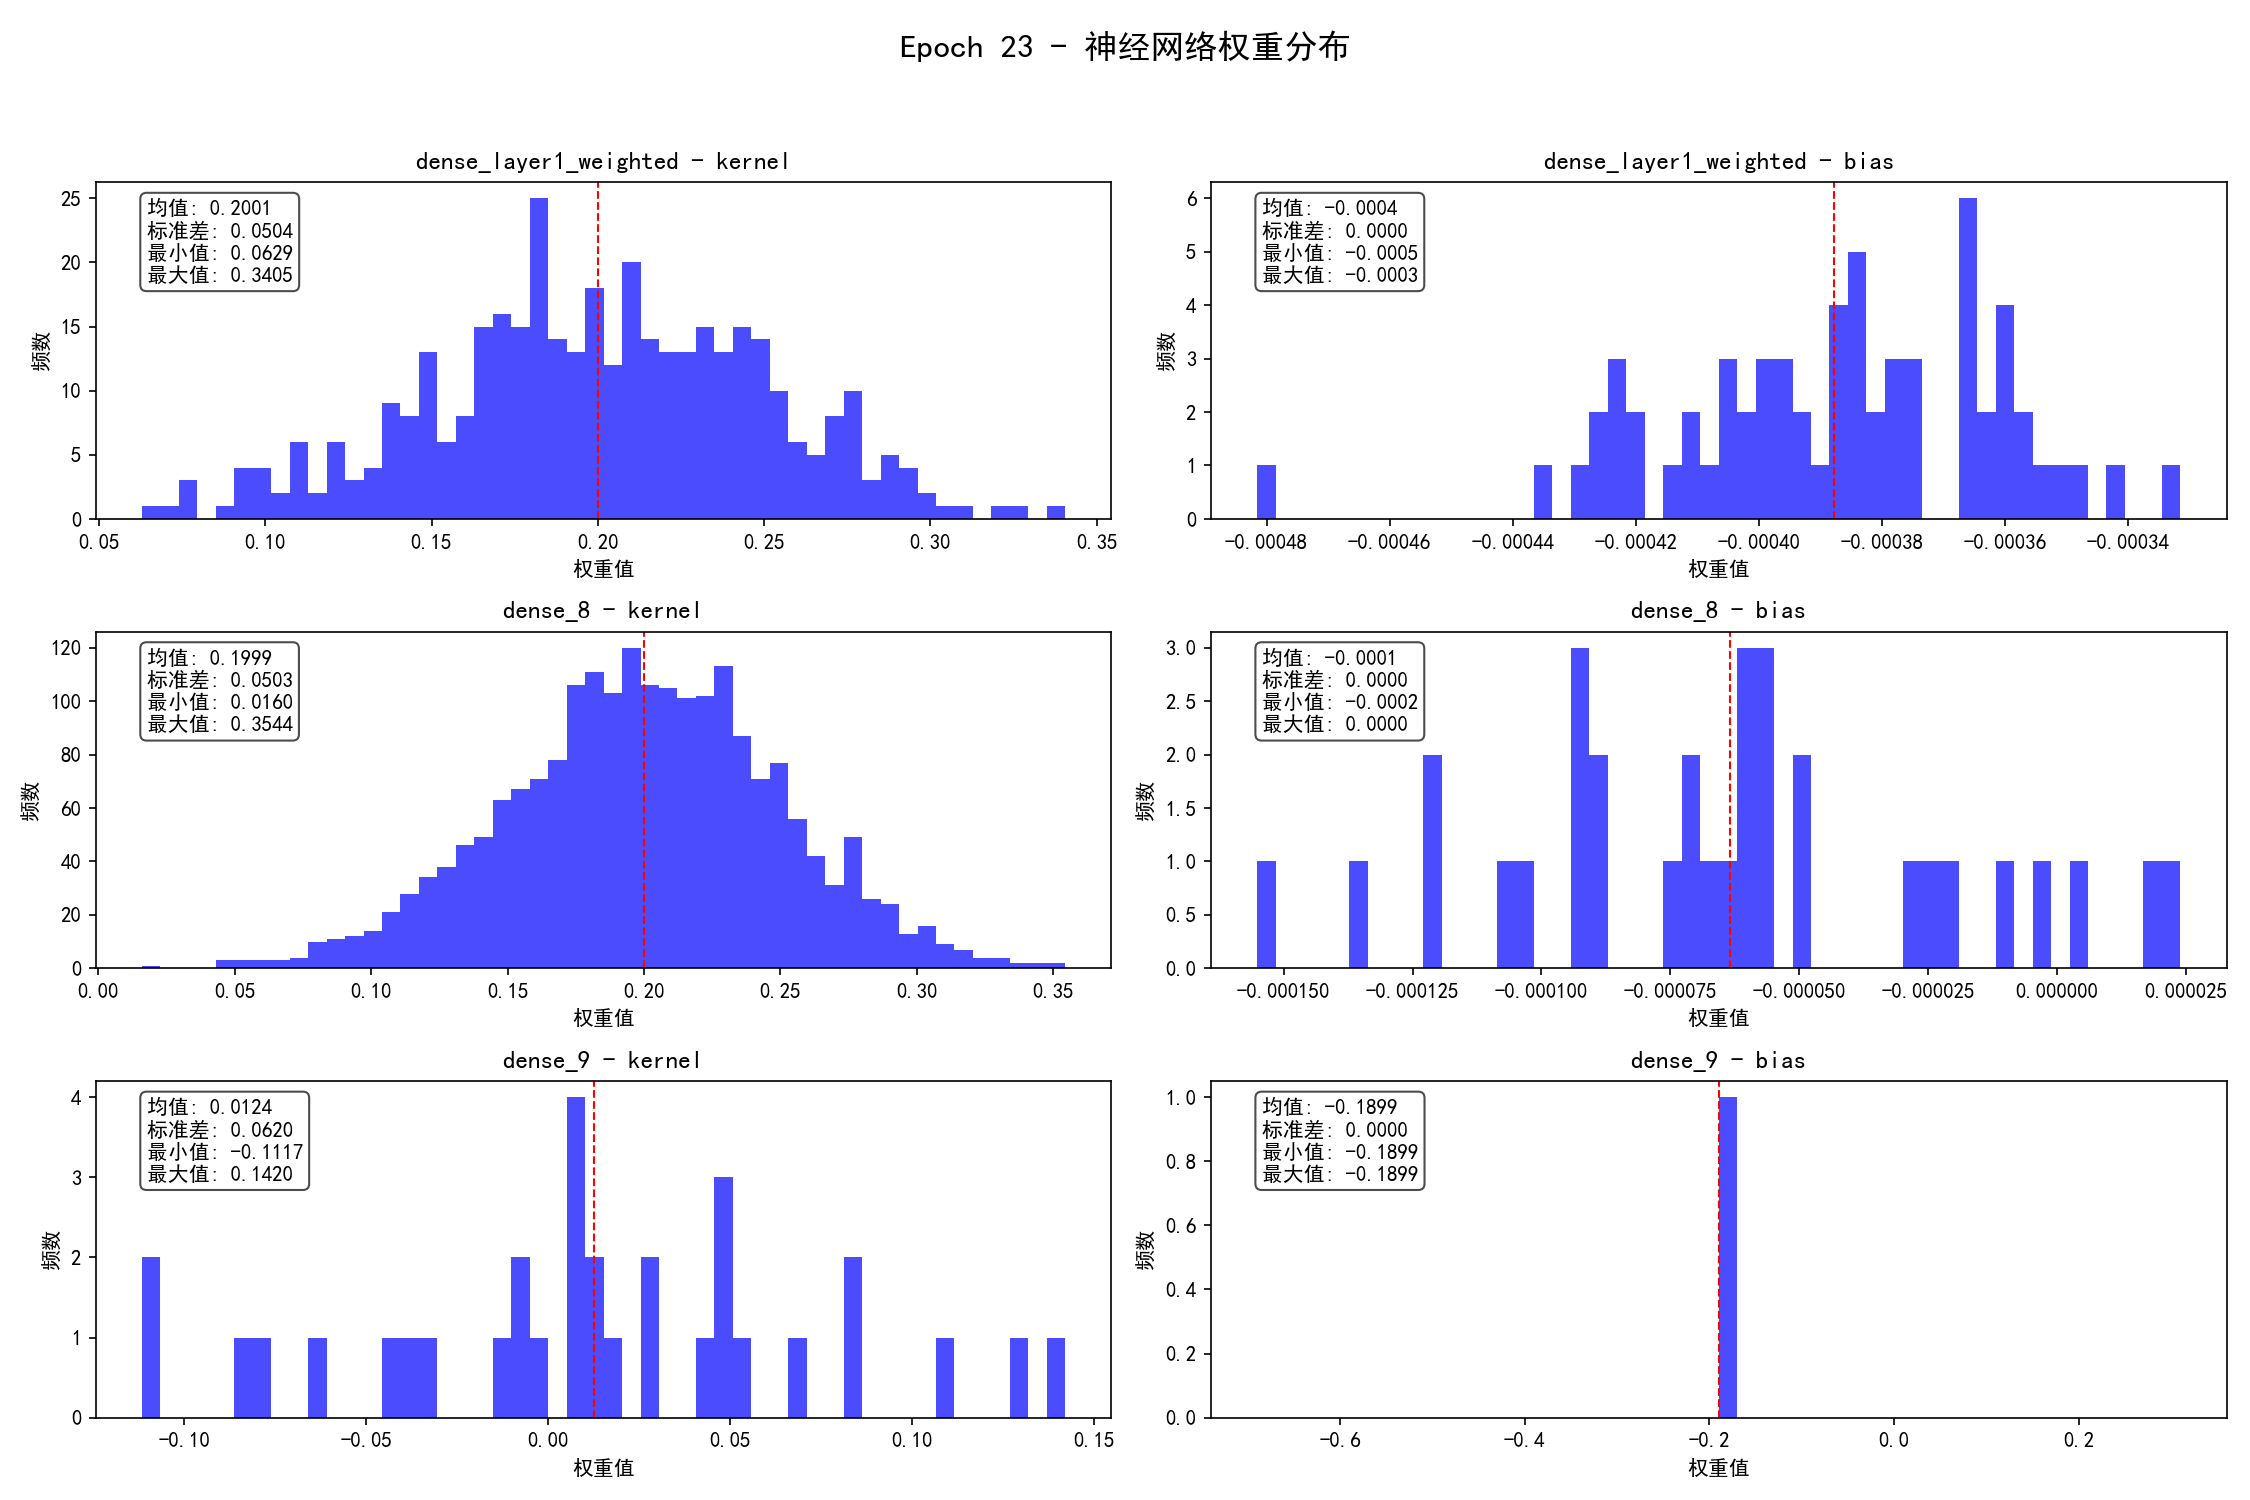 Epoch 23 - 神经网络权重分布
dense_layer1_weighted - kernel
均值: 0.2001
标准差: 0.0504
最小值: 0.0629
最大值: 0.3405
频数
25
20
15
10
5
0
0.05 0.10 0.15 0.20 0.25 0.30 0.35
权重值
dense_layer1_weighted - bias
均值: -0.0004
标准差: 0.0000
最小值: -0.0005
最大值: -0.0003
频数
6
5
4
3
2
1
0
-0.00048 -0.00046 -0.00044 -0.00042 -0.00040 -0.00038 -0.00036 -0.00034
权重值
dense_8 - kernel
均值: 0.1999
标准差: 0.0503
最小值: 0.0160
最大值: 0.3544
频数
120
100
80
60
40
20
0
0.00 0.05 0.10 0.15 0.20 0.25 0.30 0.35
权重值
dense_8 - bias
均值: -0.0001
标准差: 0.0000
最小值: -0.0002
最大值: 0.0000
频数
3.0
2.5
2.0
1.5
1.0
0.5
0.0
-0.000150 -0.000125 -0.000100 -0.000075 -0.000050 -0.000025 0.000000 0.000025
权重值
dense_9 - kernel
均值: 0.0124
标准差: 0.0620
最小值: -0.1117
最大值: 0.1420
频数
4
3
2
1
0
-0.10 -0.05 0.00 0.05 0.10 0.15
权重值
dense_9 - bias
均值: -0.1899
标准差: 0.0000
最小值: -0.1899
最大值: -0.1899
频数
1.0
0.8
0.6
0.4
0.2
0.0
-0.6 -0.4 -0.2 0.0 0.2
权重值